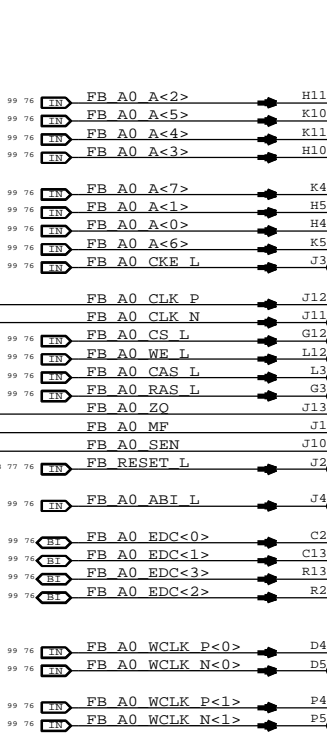 99 76 IN FB_A0_A<2> H11
99 76 IN FB_A0_A<5> K10
99 76 IN FB_A0_A<4> K11
99 76 IN FB_A0_A<3> H10
99 76 IN FB_A0_A<7> K4
99 76 IN FB_A0_A<1> H5
99 76 IN FB_A0_A<0> H4
99 76 IN FB_A0_A<6> K5
99 76 IN FB_A0_CKE_L J3
FB_A0_CLK_P J12
FB_A0_CLK_N J11
99 76 IN FB_A0_CS_L G12
99 76 IN FB_A0_WE_L L12
99 76 IN FB_A0_CAS_L L3
99 76 IN FB_A0_RAS_L G3
FB_A0_ZQ J13
FB_A0_MF J1
FB_A0_SEN J10
77 76 IN FB_RESET_L J2
99 76 IN FB_A0_ABI_L J4
99 76 BI FB_A0_EDC<0> C2
99 76 BI FB_A0_EDC<1> C13
99 76 BI FB_A0_EDC<3> R13
99 76 BI FB_A0_EDC<2> R2
99 76 IN FB_A0_WCLK_P<0> D4
99 76 IN FB_A0_WCLK_N<0> D5
99 76 IN FB_A0_WCLK_P<1> P4
99 76 IN FB_A0_WCLK_N<1> P5